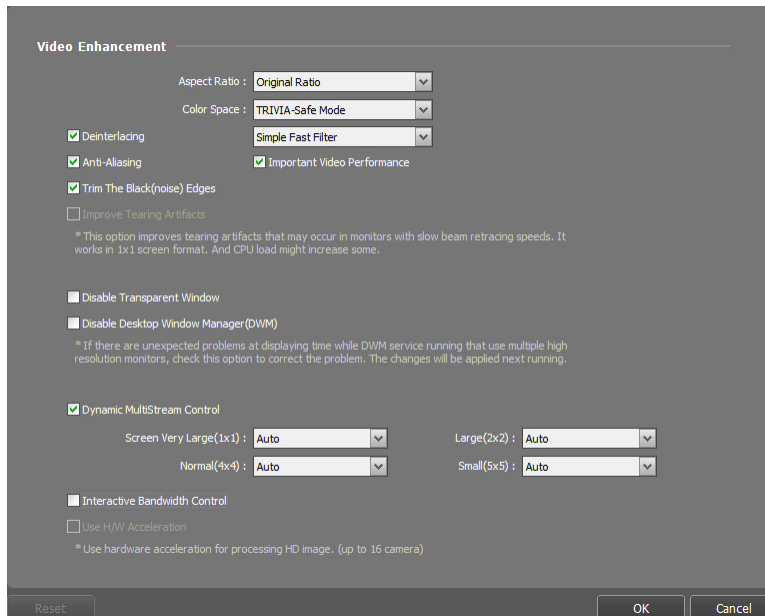 Video Enhancement
Aspect Ratio : Original Ratio
Color Space : TRIVIA-Safe Mode
Deinterlacing Simple Fast Filter
Anti-Aliasing Important Video Performance
Trim The Black(noise) Edges
Improve Tearing Artifacts
* This option improves tearing artifacts that may occur in monitors with slow beam retracing speeds. It
works in 1x1 screen format. And CPU load might increase some.
Disable Transparent Window
Disable Desktop Window Manager(DWM)
* If there are unexpected problems at displaying time while DWM service running that use multiple high
resolution monitors, check this option to correct the problem. The changes will be applied next running.
Dynamic MultiStream Control
Screen Very Large(1x1) : Auto Large(2x2) : Auto
Normal(4x4) : Auto Small(5x5) : Auto
Interactive Bandwidth Control
Use H/W Acceleration
* Use hardware acceleration for processing HD image. (up to 16 camera)
Reset OK Cancel